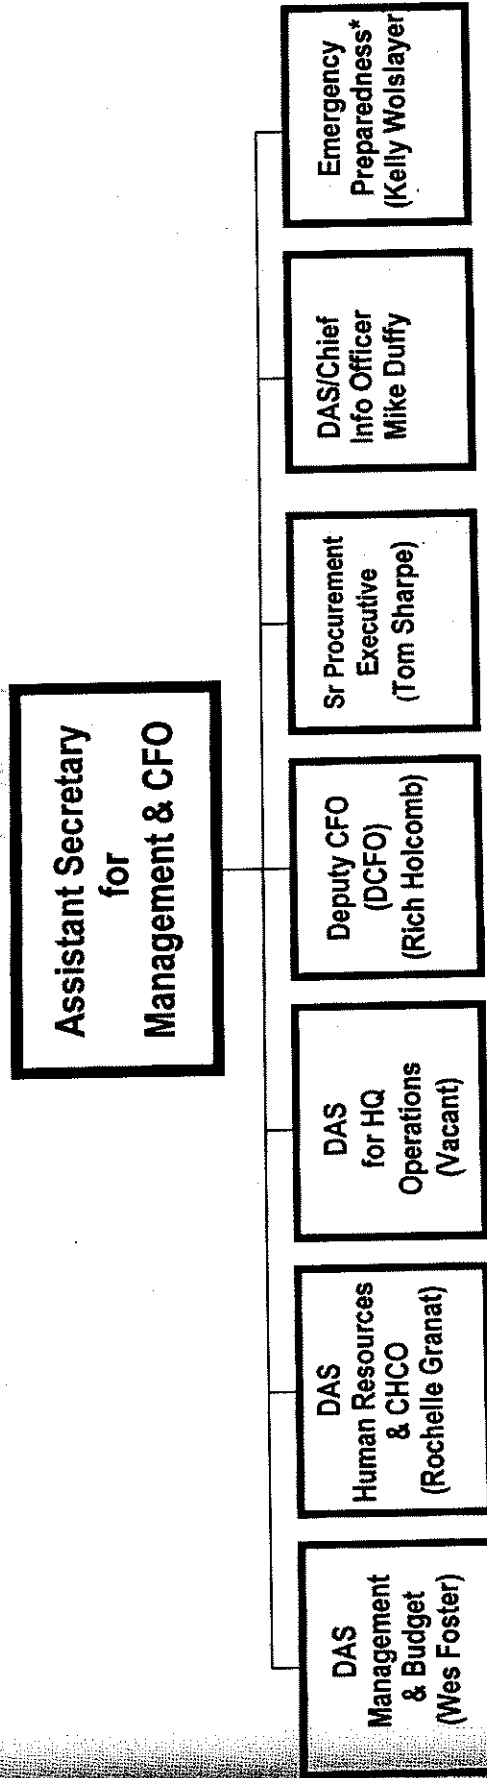 Assistant Secretary
for
Management & CFO
DAS
Management
& Budget
(Wes Foster)
DAS
Human Resources
& CHCO
(Rochelle Granat)
DAS
for HQ
Operations
(Vacant)
Deputy CFO
(DCFO)
(Rich Holcomb)
Sr Procurement
Executive
(Tom Sharpe)
DAS/Chief
Info Officer
Mike Duffy
Emergency
Preparedness*
(Kelly Wolslayer)